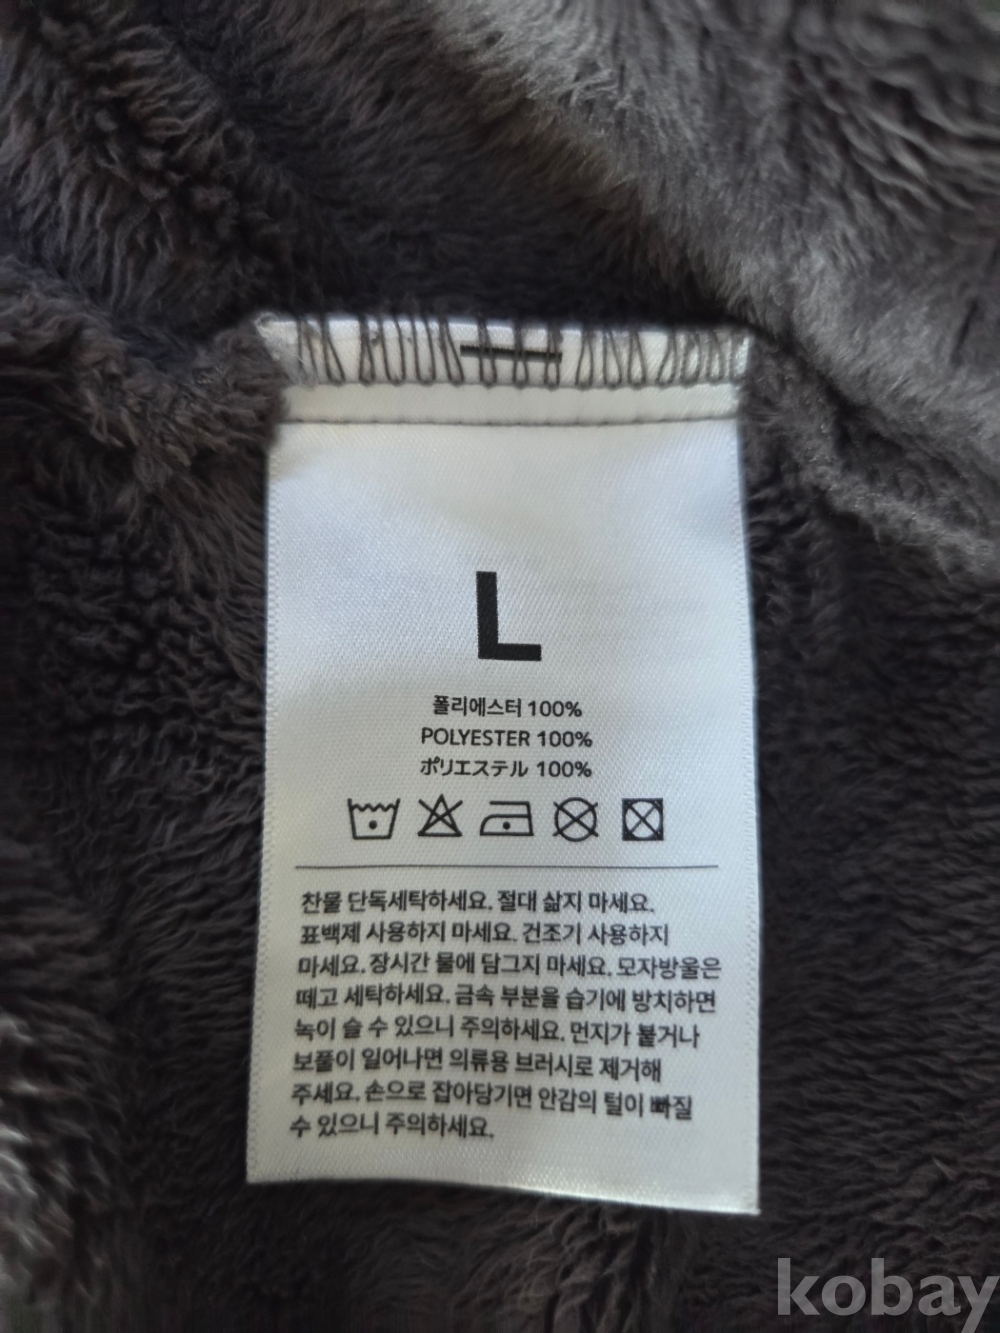 L
폴리에스터 100%
POLYESTER 100%
ポリエステル 100%
찬물 단독세탁하세요. 절대 삶지 마세요.
표백제 사용하지 마세요. 건조기 사용하지
마세요. 장시간 물에 담그지 마세요. 모자방울은
떼고 세탁하세요. 금속 부분을 습기에 방치하면
녹이 슬 수 있으니 주의하세요. 먼지가 붙거나
보풀이 일어나면 의류용 브러시로 제거해
주세요. 손으로 잡아당기면 안감의 털이 빠질
수 있으니 주의하세요.
kobay